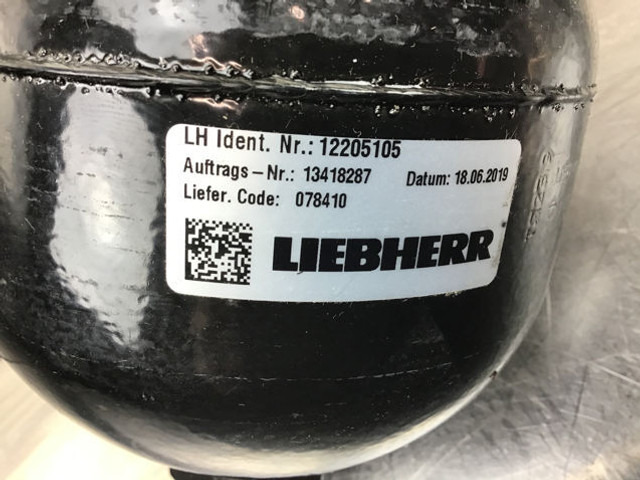 LH Ident. Nr.: 12205105
Auftrags-Nr.: 13418287 Datum: 18.06.2019
Liefer. Code: 078410
LIEBHERR